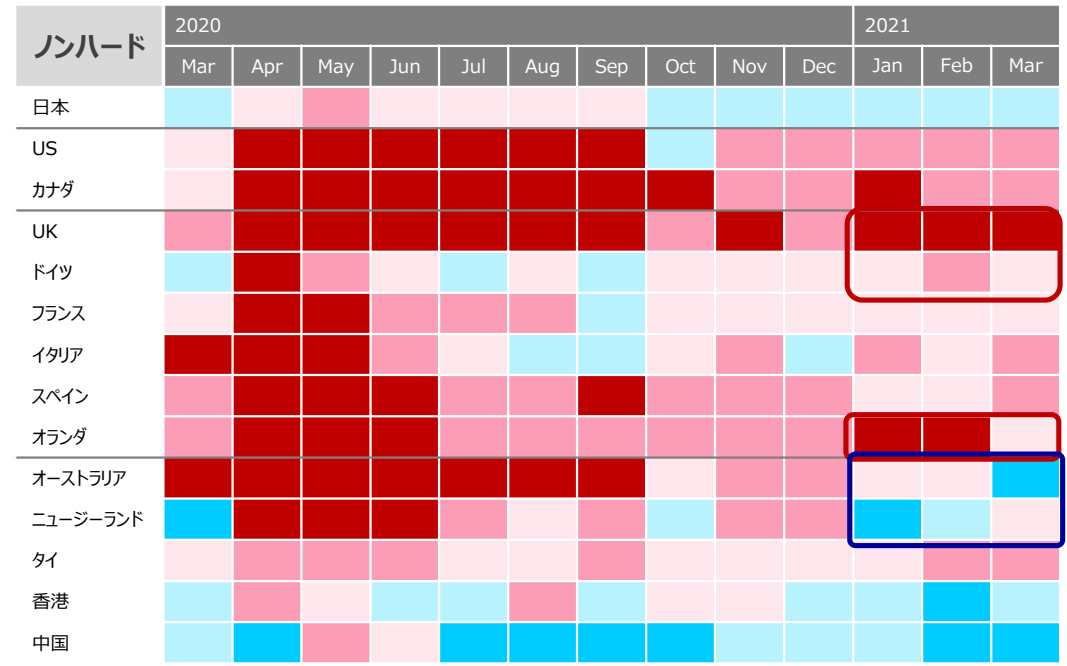 ノンハード
2020 2021
Mar Apr May Jun Jul Aug Sep Oct Nov Dec Jan Feb Mar
日本
US
カナダ
UK
ドイツ
フランス
イタリア
スペイン
オランダ
オーストラリア
ニュージーランド
タイ
香港
中国